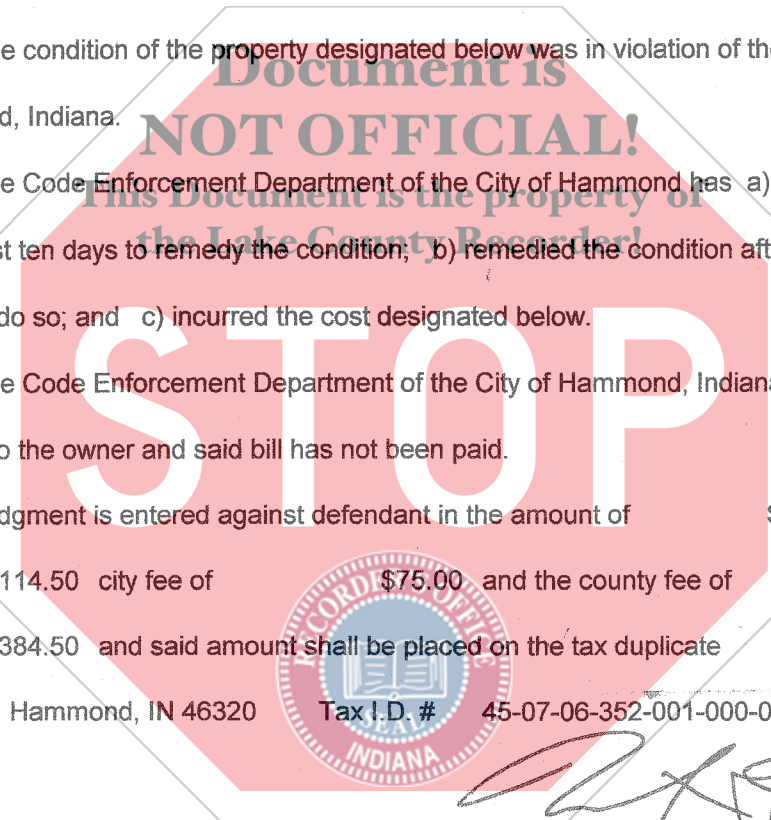 e condition of the property designated below was in violation of the
Document is
d, Indiana.
NOT OFFICIAL!
e Code Enforcement Department of the City of Hammond has a)
This Document is the property of
st ten days to remedy the condition; b) remedied the condition aft
the Lake County Recorder!
do so; and c) incurred the cost designated below.
STOP
e Code Enforcement Department of the City of Hammond, Indiana
o the owner and said bill has not been paid.
dgment is entered against defendant in the amount of $
114.50 city fee of $75.00 and the county fee of
384.50 and said amount shall be placed on the tax duplicate
Hammond, IN 46320 Tax I.D. # 45-07-06-352-001-000-0
RECORDER'S OFFICE
SEAL
INDIANA